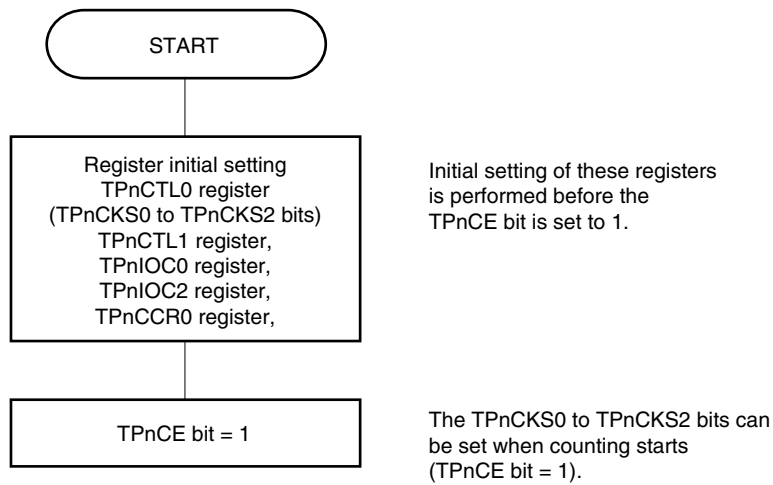 START
Register initial setting
TPnCTL0 register
(TPnCKS0 to TPnCKS2 bits)
TPnCTL1 register,
TPnIOC0 register,
TPnIOC2 register,
TPnCCR0 register,
Initial setting of these registers
is performed before the
TPnCE bit is set to 1.
TPnCE bit = 1
The TPnCKS0 to TPnCKS2 bits can
be set when counting starts
(TPnCE bit = 1).